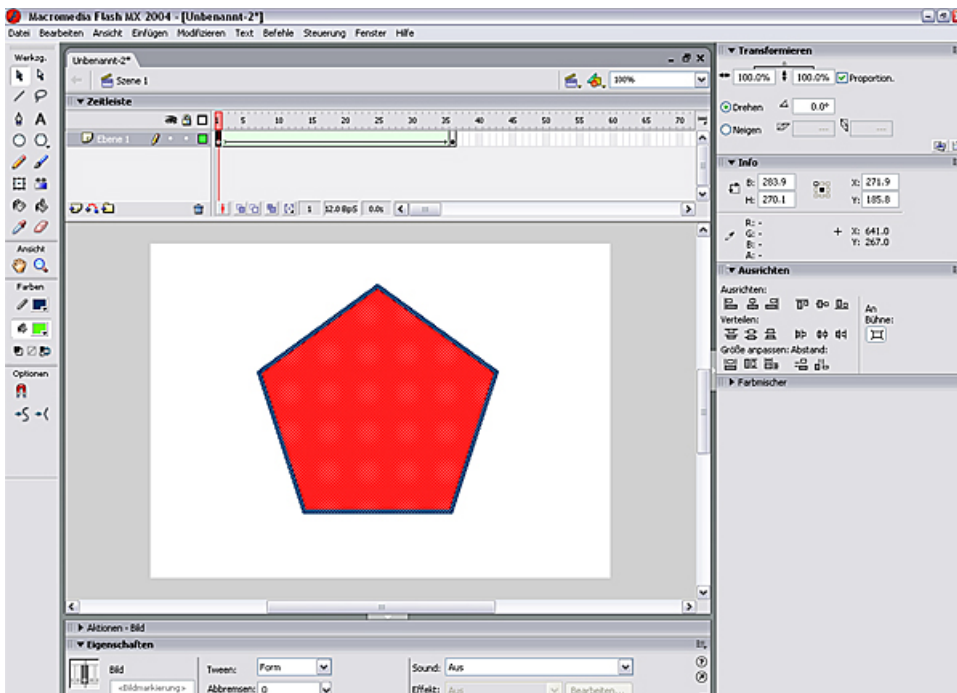 Macromedia Flash MX 2004 - [Unbenannt-2*]
Datei Bearbeiten Ansicht Einfügen Modifizieren Text Befehle Steuerung Fenster Hilfe
Werkzg.
Ansicht
Farben
Optionen
Unbenannt-2*
Szene 1
100%
Zeitleiste
1 5 10 15 20 25 30 35 40 45 50 55 60 65 70
Ebene 1
1 12.0 BpS 0.0s
Aktionen - Bild
Eigenschaften
Bild
<Bildmarkierung>
Tween: Form
Abbremsen: 0
Sound: Aus
Effekt: Aus Bearbeiten...
Transformieren
100.0% 100.0% Proportion.
Drehen 0.0°
Neigen
Info
B: 283.9 X: 271.9
H: 270.1 Y: 185.8
R: -
G: - + X: 641.0
B: - Y: 267.0
A: -
Ausrichten
Ausrichten:
An Bühne:
Verteilen:
Größe anpassen: Abstand:
Farbmischer